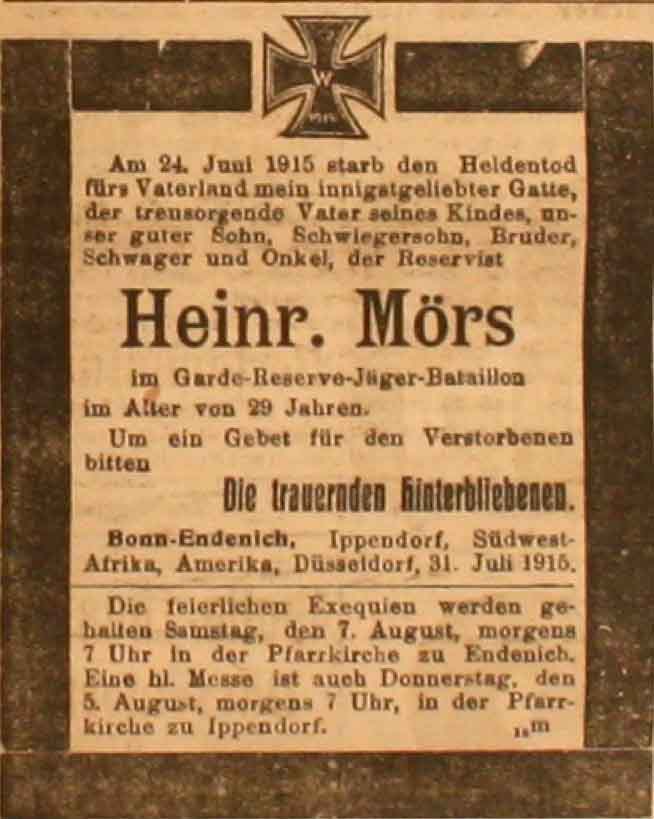 W
1914
Am 24. Juni 1915 starb den Heldentod
fürs Vaterland mein innigstgeliebter Gatte,
der treusorgende Vater seines Kindes, un-
ser guter Sohn, Schwiegersohn, Bruder,
Schwager und Onkel, der Reservist
Heinr. Mörs
im Garde-Reserve-Jäger-Bataillon
im Alter von 29 Jahren.
Um ein Gebet für den Verstorbenen
bitten
Die trauernden Hinterbliebenen.
Bonn-Endenich, Ippendorf, Südwest-
Afrika, Amerika, Düsseldorf, 31. Juli 1915.
Die feierlichen Exequien werden ge-
halten Samstag, den 7. August, morgens
7 Uhr in der Pfarrkirche zu Endenich.
Eine hl. Messe ist auch Donnerstag, den
5. August, morgens 7 Uhr, in der Pfarr-
kirche zu Ippendorf.
m